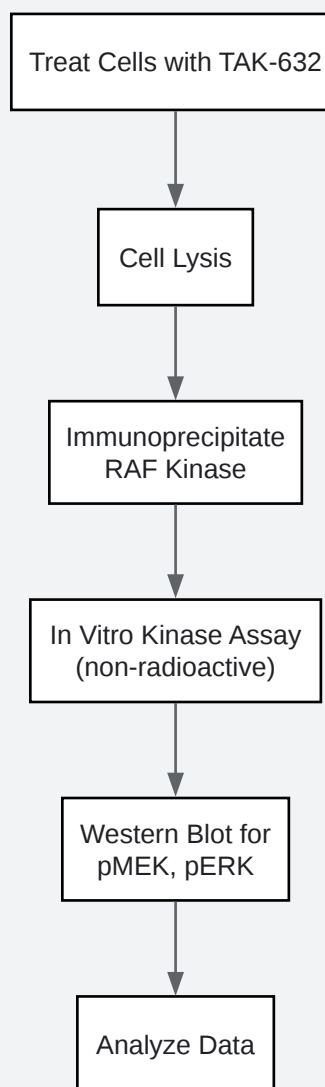 Treat Cells with TAK-632
Cell Lysis
Immunoprecipitate
RAF Kinase
In Vitro Kinase Assay
(non-radioactive)
Western Blot for
pMEK, pERK
Analyze Data